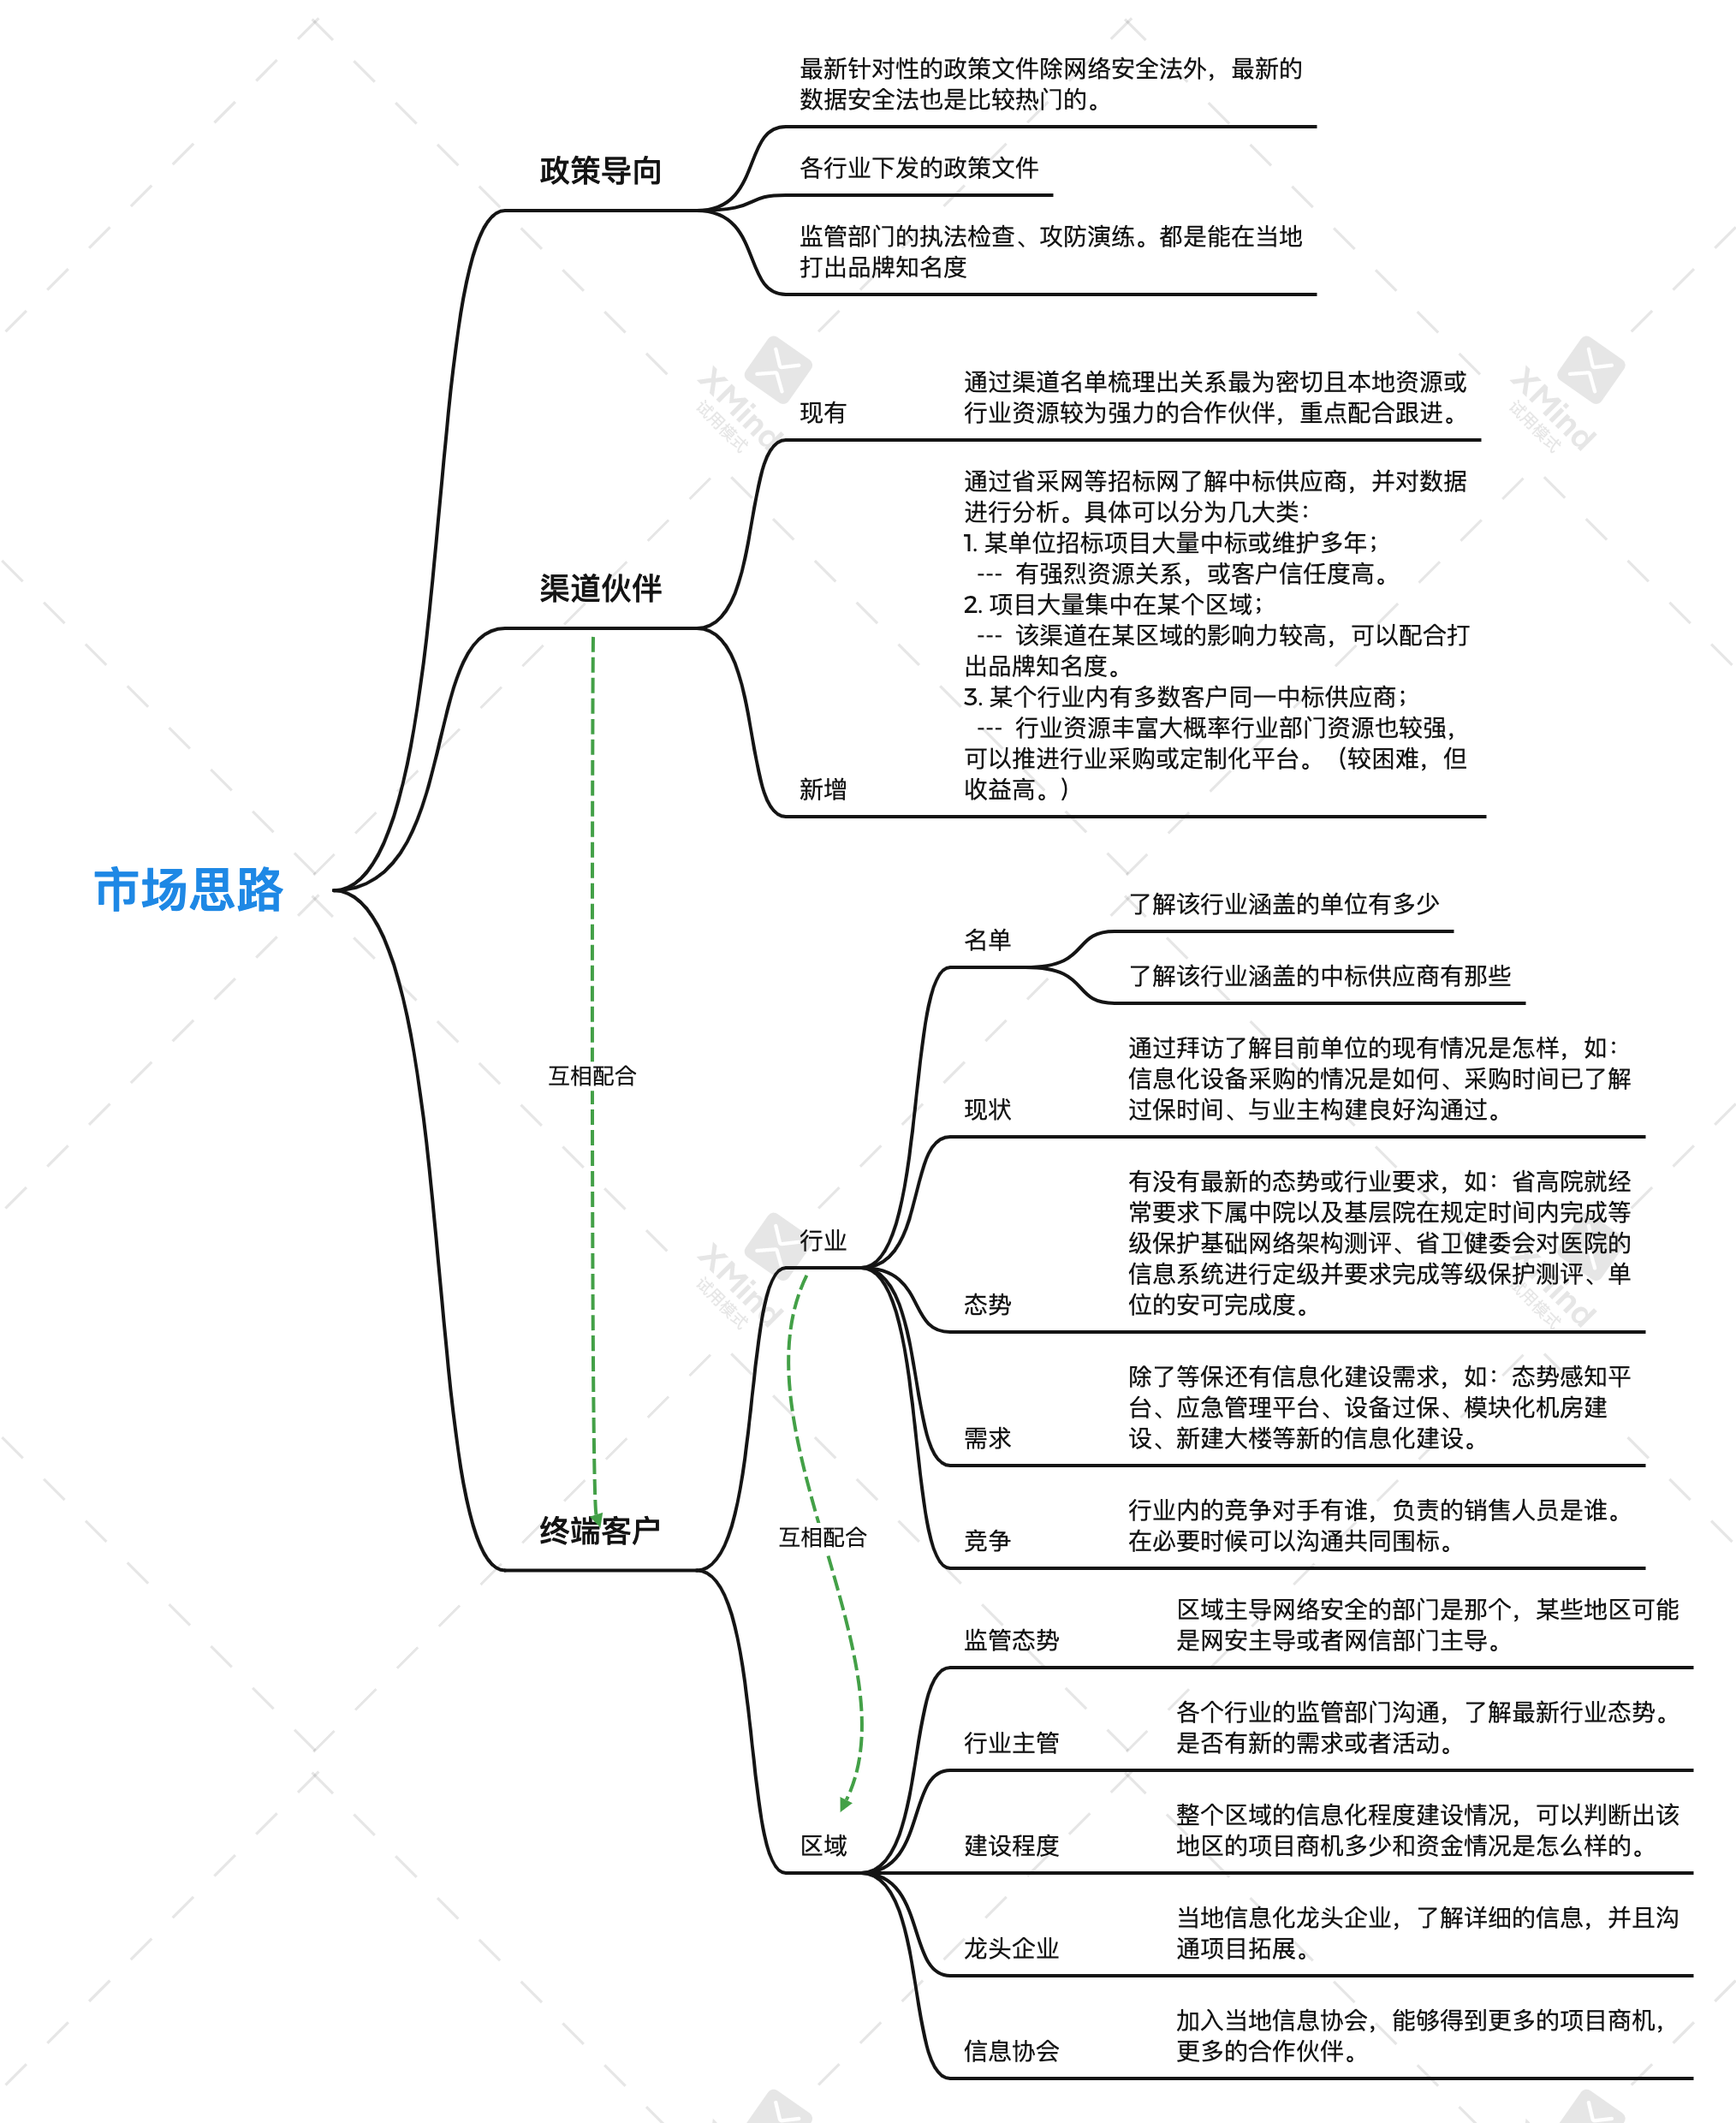 最新针对性的政策文件除网络安全法外，最新的
数据安全法也是比较热门的。
政策导向
各行业下发的政策文件
监管部门的执法检查、攻防演练。都是能在当地
打出品牌知名度
现有
通过渠道名单梳理出关系最为密切且本地资源或
行业资源较为强力的合作伙伴，重点配合跟进。
渠道伙伴
新增
通过省采网等招标网了解中标供应商，并对数据
进行分析。具体可以分为几大类：
1. 某单位招标项目大量中标或维护多年；
--- 有强烈资源关系，或客户信任度高。
2. 项目大量集中在某个区域；
--- 该渠道在某区域的影响力较高，可以配合打
出品牌知名度。
3. 某个行业内有多数客户同一中标供应商；
--- 行业资源丰富大概率行业部门资源也较强，
可以推进行业采购或定制化平台。（较困难，但
收益高。）
市场思路
互相配合
终端客户
行业
名单
了解该行业涵盖的单位有多少
了解该行业涵盖的中标供应商有那些
现状
通过拜访了解目前单位的现有情况是怎样，如：
信息化设备采购的情况是如何、采购时间已了解
过保时间、与业主构建良好沟通过。
态势
有没有最新的态势或行业要求，如：省高院就经
常要求下属中院以及基层院在规定时间内完成等
级保护基础网络架构测评、省卫健委会对医院的
信息系统进行定级并要求完成等级保护测评、单
位的安可完成度。
需求
除了等保还有信息化建设需求，如：态势感知平
台、应急管理平台、设备过保、模块化机房建
设、新建大楼等新的信息化建设。
竞争
行业内的竞争对手有谁，负责的销售人员是谁。
在必要时候可以沟通共同围标。
互相配合
区域
监管态势
区域主导网络安全的部门是那个，某些地区可能
是网安主导或者网信部门主导。
行业主管
各个行业的监管部门沟通，了解最新行业态势。
是否有新的需求或者活动。
建设程度
整个区域的信息化程度建设情况，可以判断出该
地区的项目商机多少和资金情况是怎么样的。
龙头企业
当地信息化龙头企业，了解详细的信息，并且沟
通项目拓展。
信息协会
加入当地信息协会，能够得到更多的项目商机，
更多的合作伙伴。
XMind
试用模式
XMind
试用模式
XMind
试用模式
XMind
试用模式